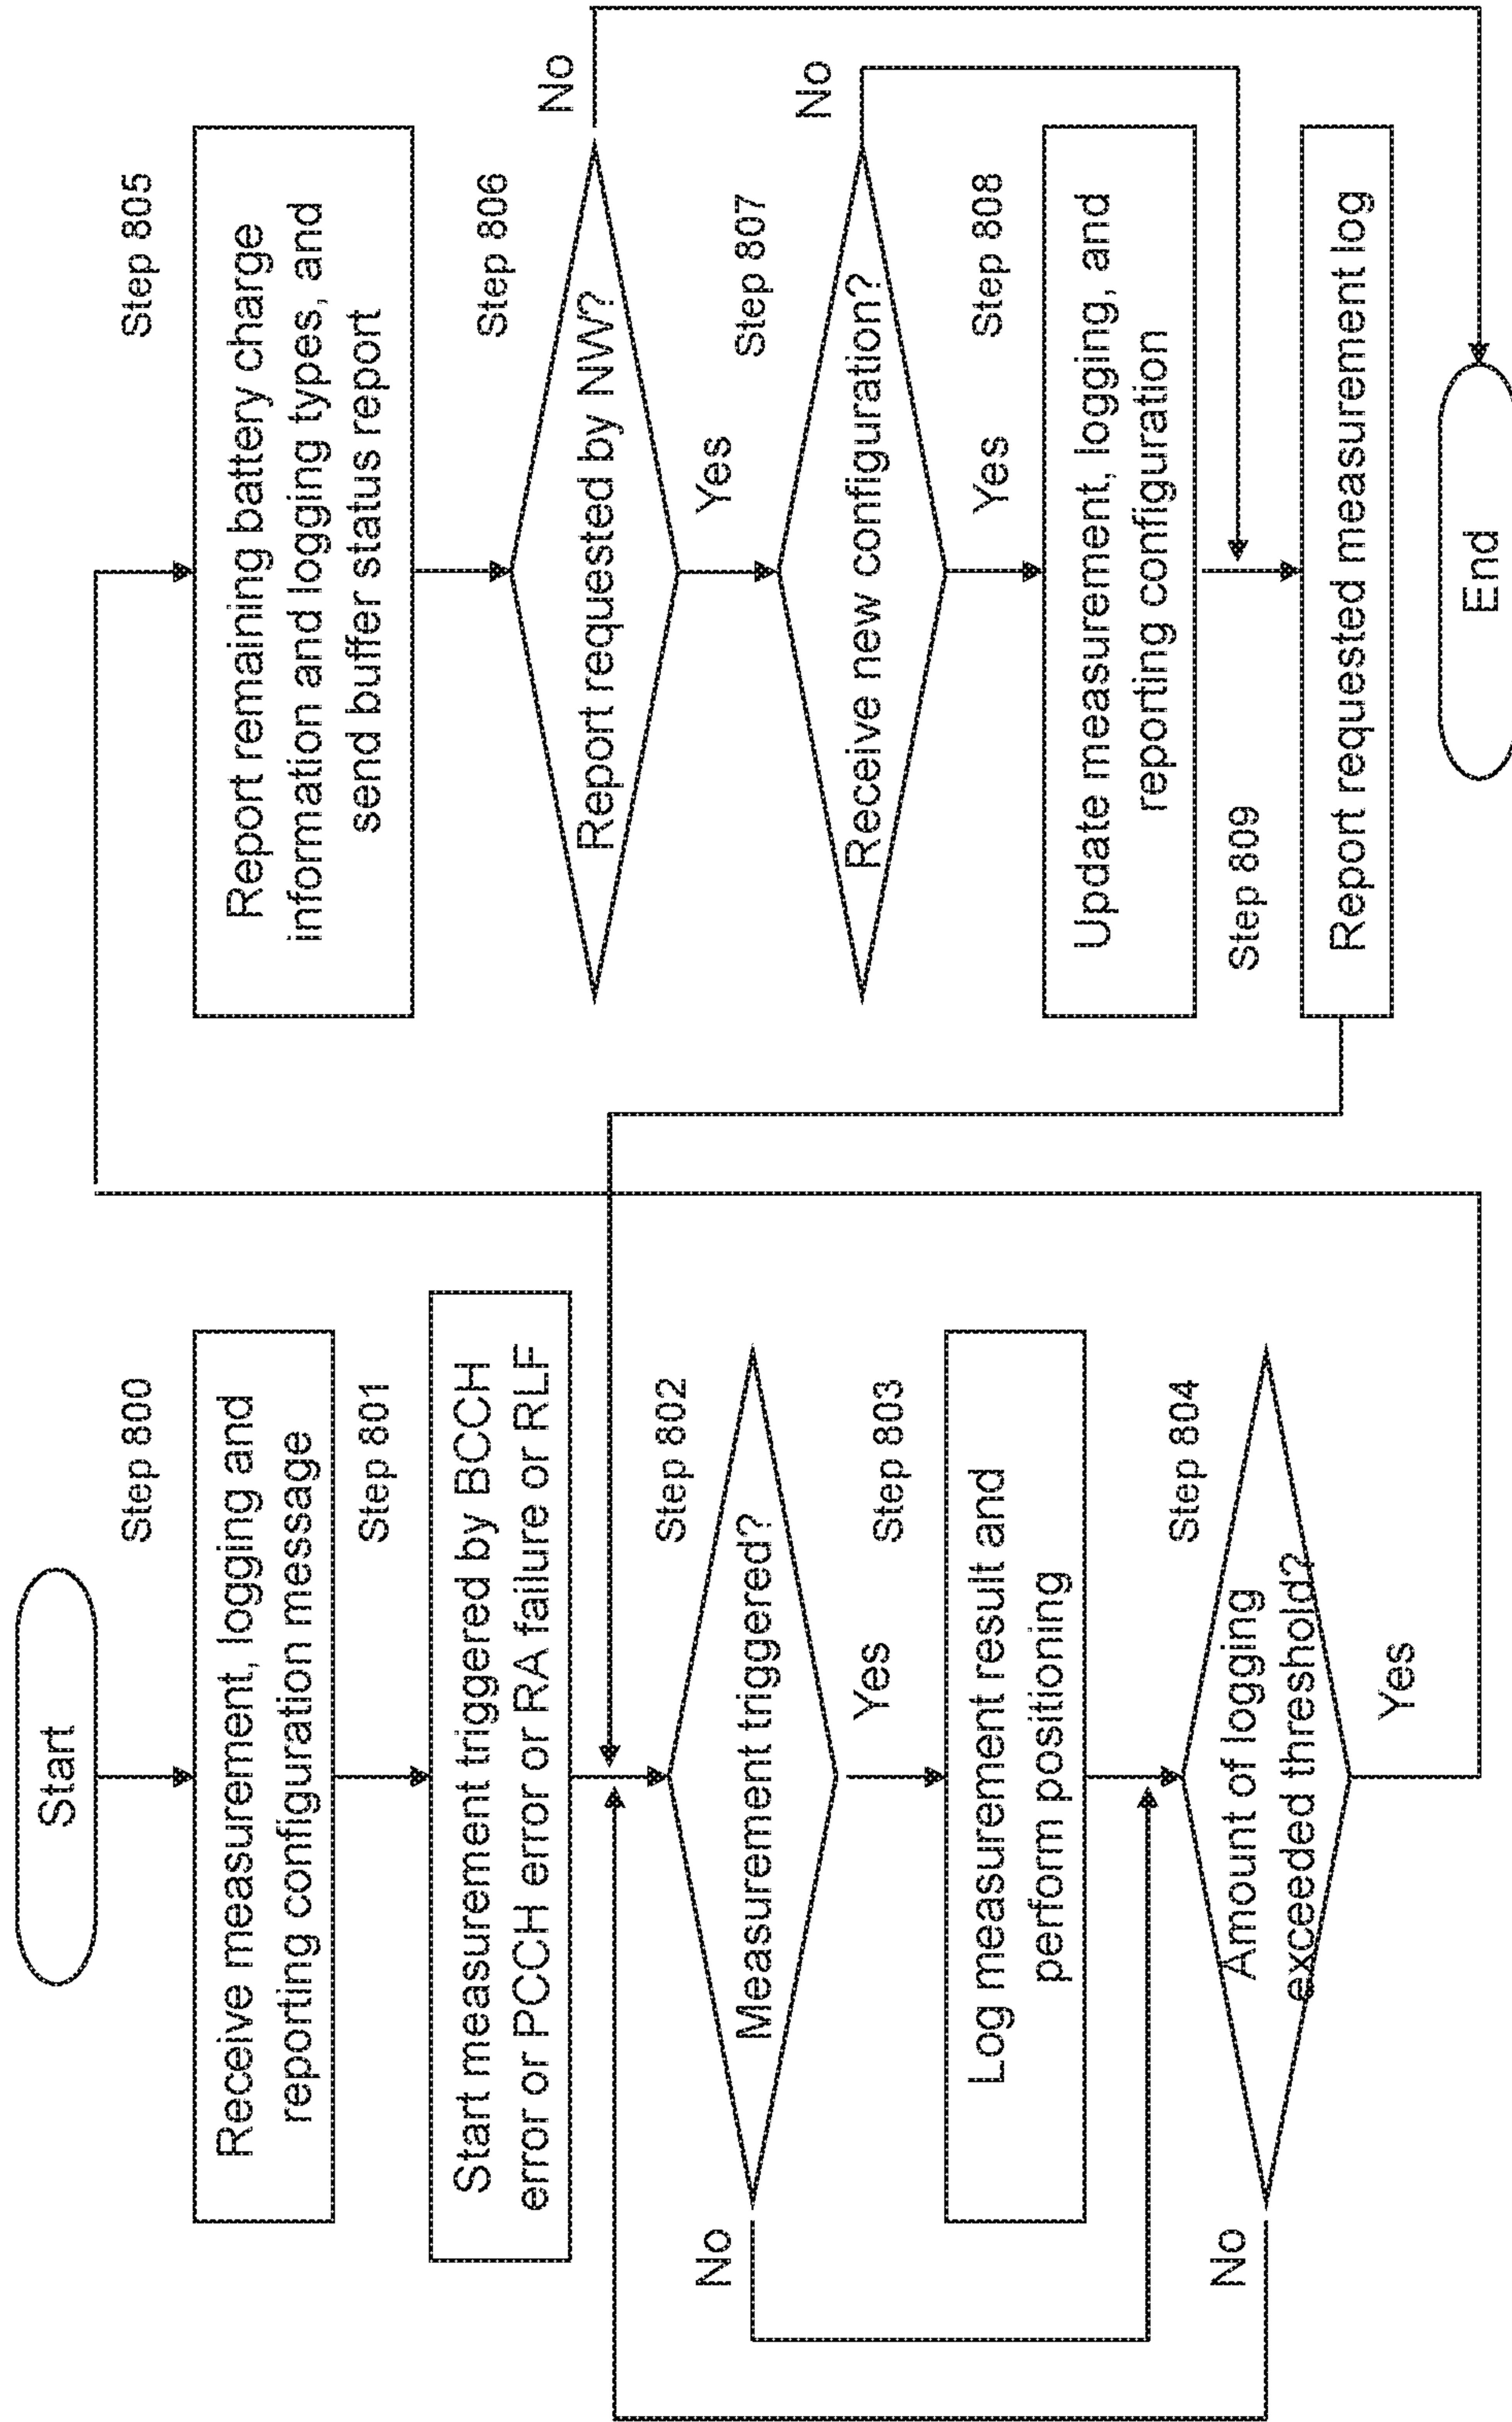 Start
Step 800
Receive measurement, logging and
reporting configuration message
Step 801
Start measurement triggered by BCCH
error or PCCH error or RA failure or RLF
Step 802
Measurement triggered?
No
Yes
Step 803
Log measurement result and
perform positioning
Step 804
Amount of logging
exceeded threshold?
No
Yes
Step 805
Report remaining battery charge
information and logging types, and
send buffer status report
Step 806
Report requested by NW?
No
Yes
Step 807
Receive new configuration?
No
Yes
Step 808
Update measurement, logging, and
reporting configuration
Step 809
Report requested measurement log
End